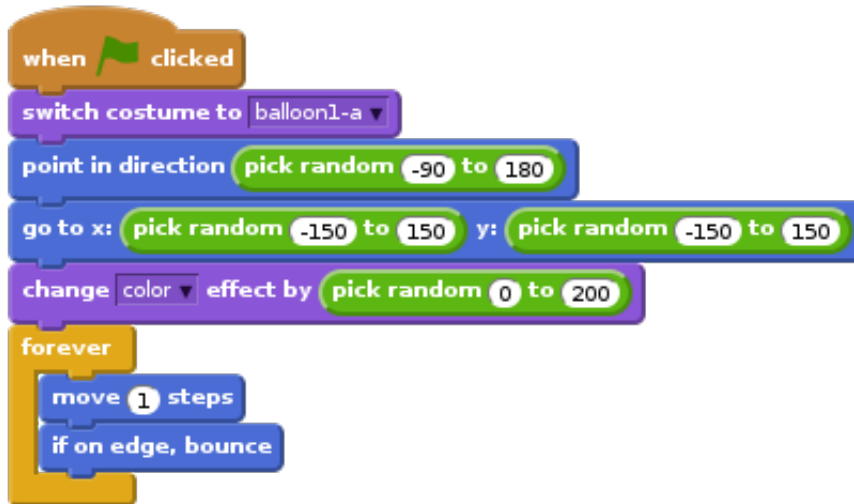 when clicked
switch costume to balloon1-a
point in direction pick random -90 to 180
go to x: pick random -150 to 150 y: pick random -150 to 150
change color effect by pick random 0 to 200
forever
move 1 steps
if on edge, bounce